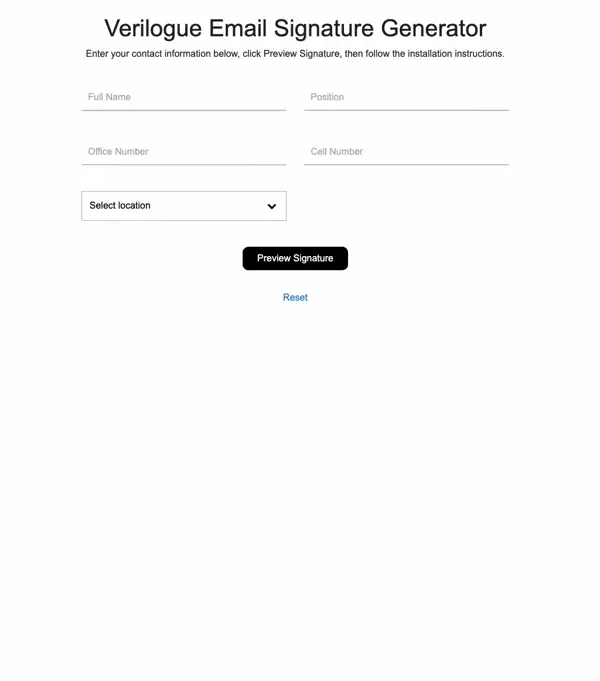 Verilogue Email Signature Generator
Enter your contact information below, click Preview Signature, then follow the installation instructions.
Full Name
Position
Office Number
Cell Number
Select location
Preview Signature
Reset